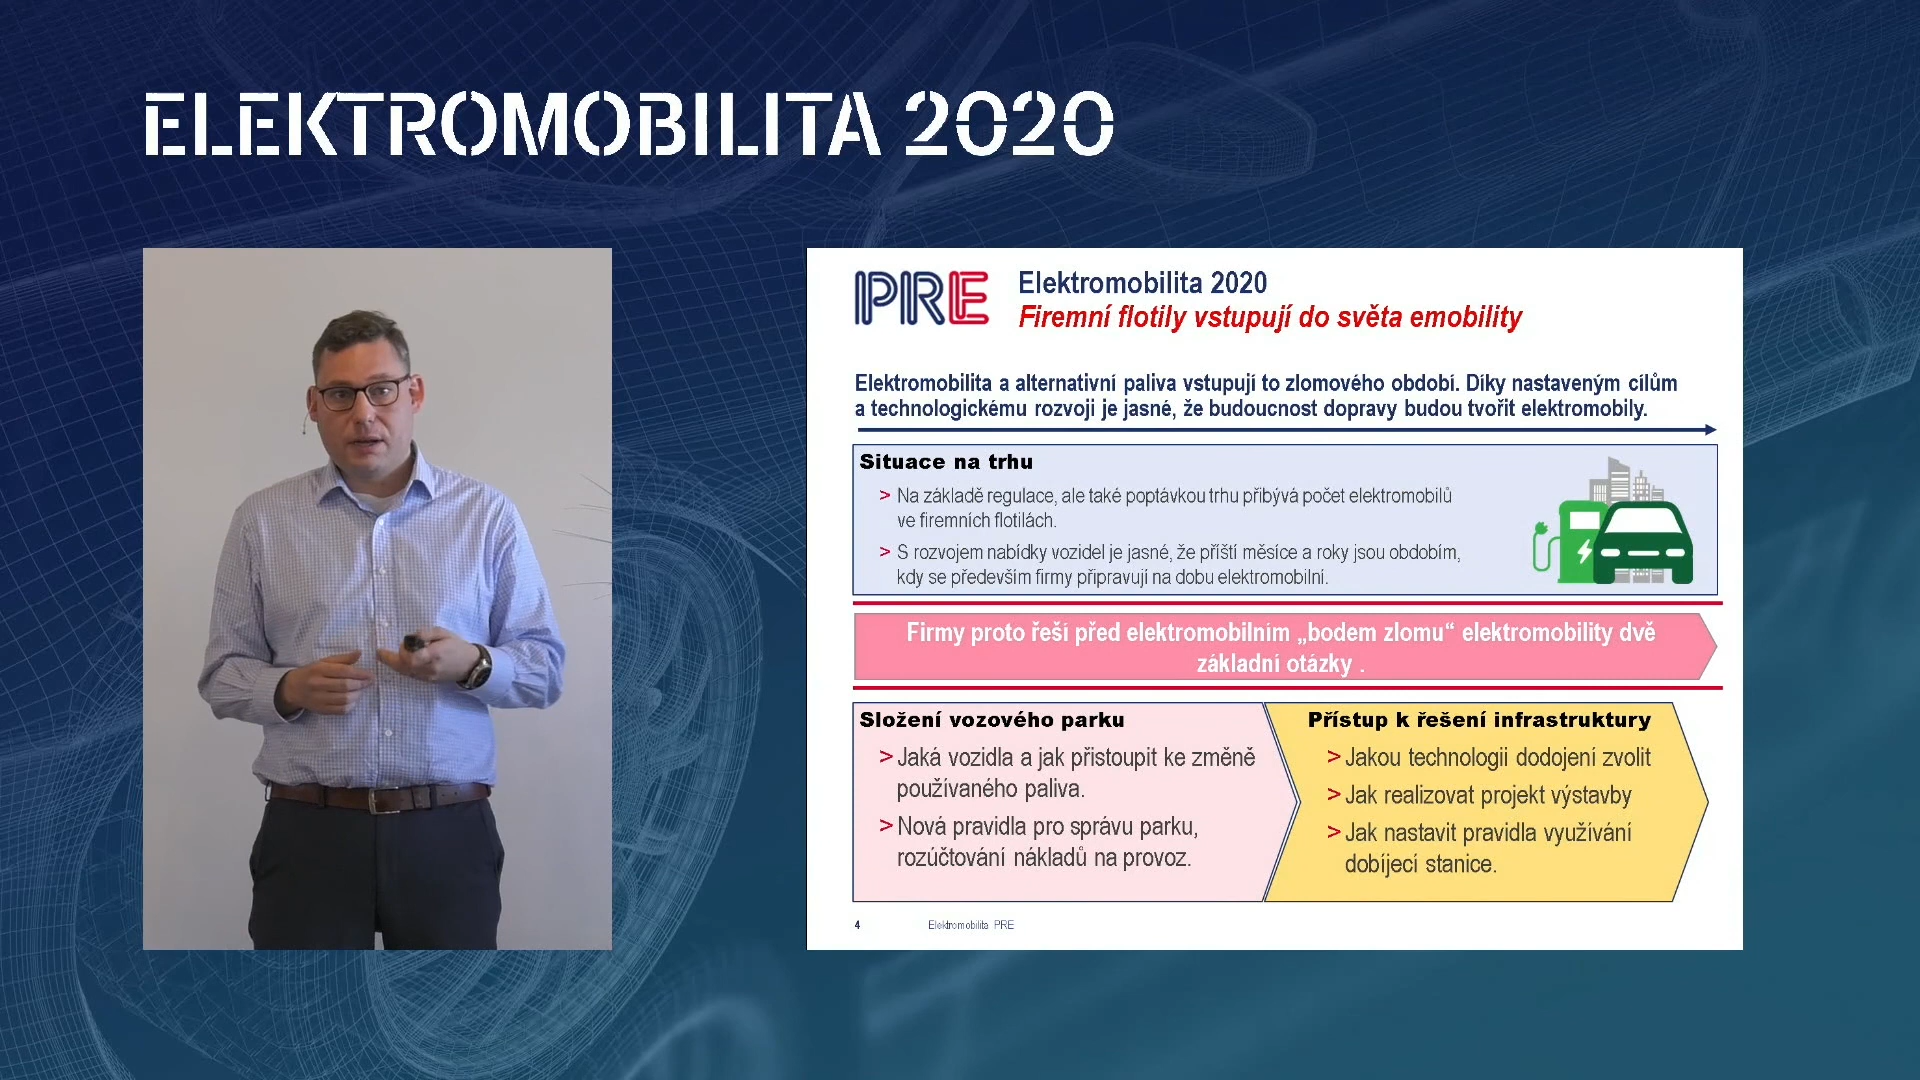 ELEKTROMOBILITA 2020
PRE
Elektromobilita 2020
Firemní flotily vstupují do světa emobility
Elektromobilita a alternativní paliva vstupují to zlomového období. Díky nastaveným cílům
a technologickému rozvoji je jasné, že budoucnost dopravy budou tvořit elektromobily.
Situace na trhu
> Na základě regulace, ale také poptávkou trhu přibývá počet elektromobilů
ve firemních flotilách.
> S rozvojem nabídky vozidel je jasné, že příští měsíce a roky jsou obdobím,
kdy se především firmy připravují na dobu elektromobilní.
Firmy proto řeší před elektromobilním „bodem zlomu“ elektromobility dvě
základní otázky .
Složení vozového parku
> Jaká vozidla a jak přistoupit ke změně
používaného paliva.
> Nová pravidla pro správu parku,
rozúčtování nákladů na provoz.
Přístup k řešení infrastruktury
> Jakou technologii dodojení zvolit
> Jak realizovat projekt výstavby
> Jak nastavit pravidla využívání
dobíjecí stanice.
4 Elektromobilita PRE